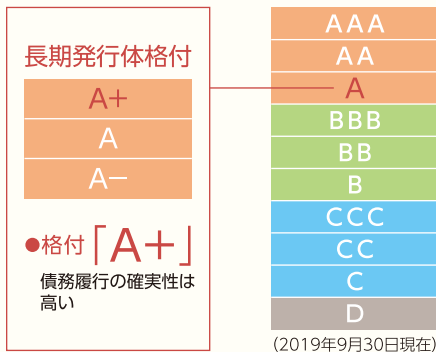 長期発行体格付
A+
A
A−
●格付「A+」
債務履行の確実性は
高い
AAA
AA
A
BBB
BB
B
CCC
CC
C
D
(2019年9月30日現在)